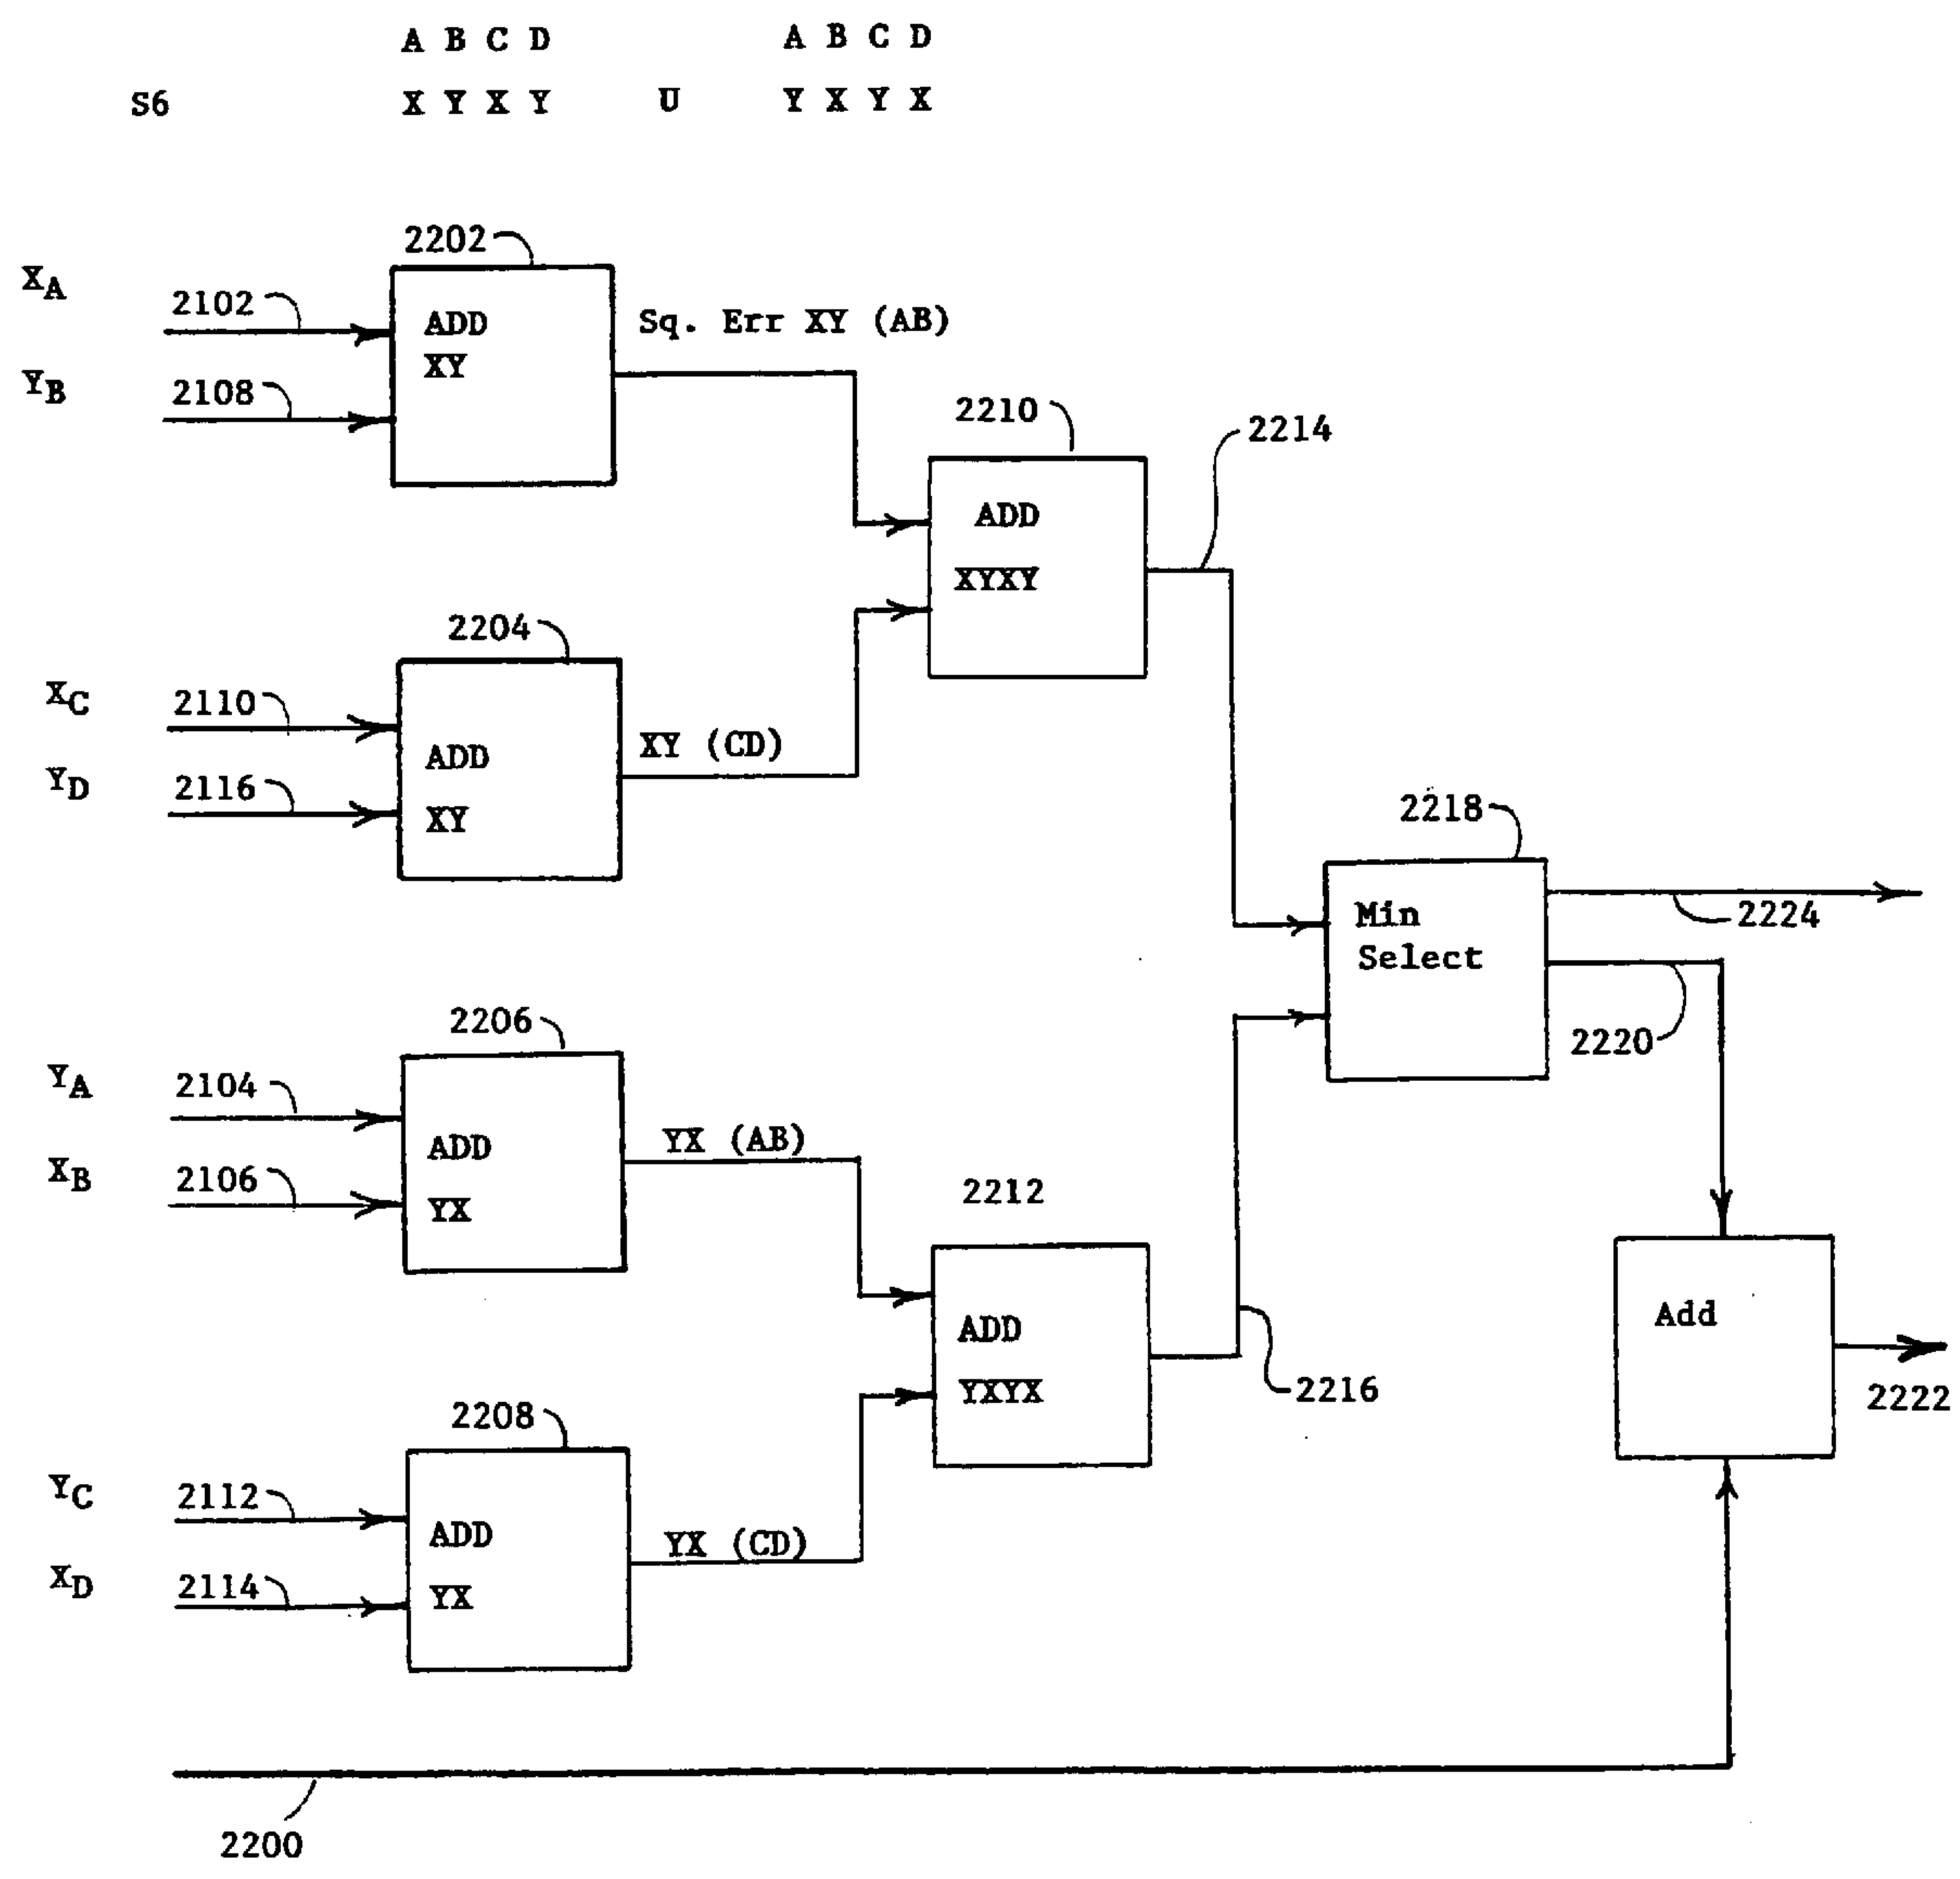 A B C D A B C D
S6 X Y X Y U Y X Y X
2202
XA 2102 ADD Sq. Err XY (AB)
XY
YB 2108
2210 2214
ADD
XYXY
2204
XC 2110
ADD XY (CD)
YD 2116 XY
2218
Min 2224
Select
2206 2220
YA 2104
ADD YX (AB)
XB 2106 YX
2212
ADD Add
YXYX 2216 2222
2208
YC 2112
ADD YX (CD)
XD 2114 YX
2200